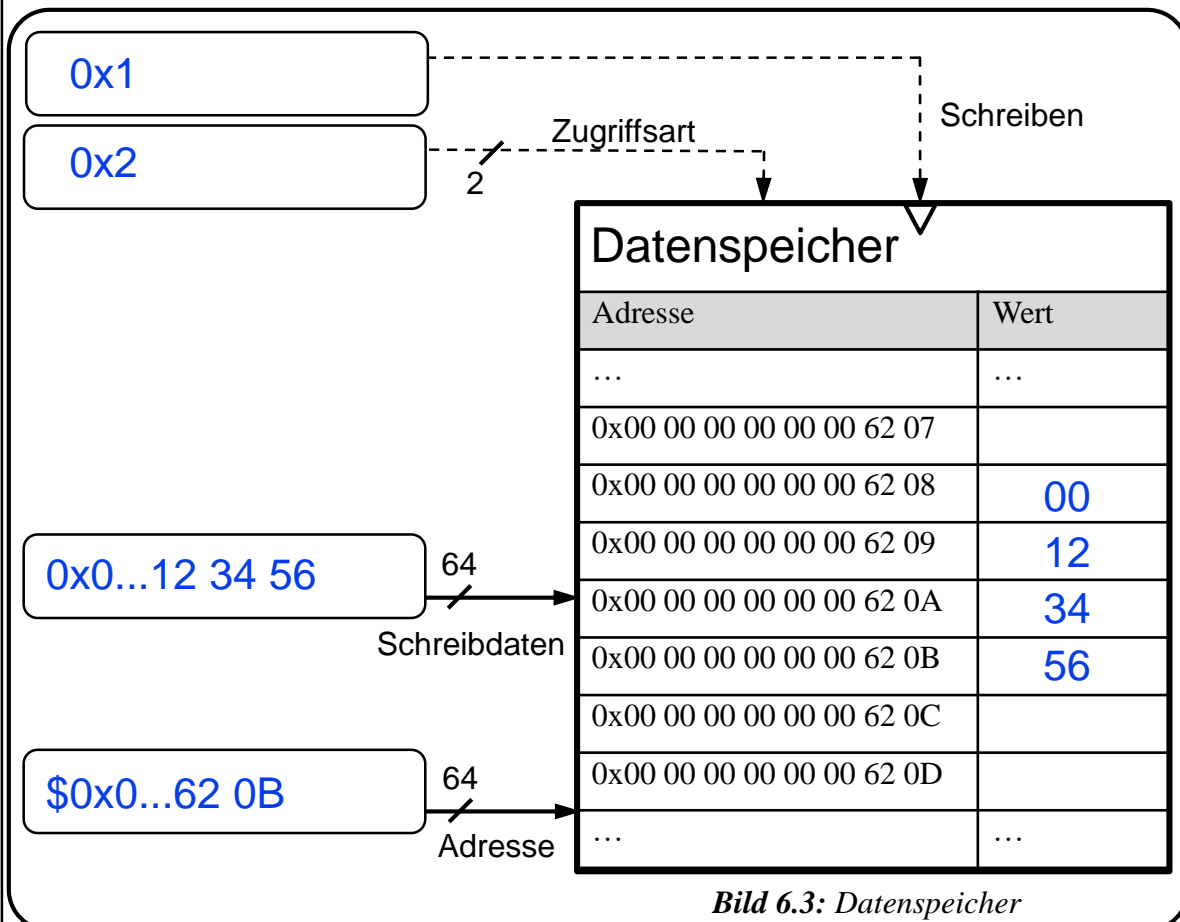 0x1
Schreiben
0x2
Zugriffsart
2
Datenspeicher
Adresse Wert
… …
0x00 00 00 00 00 00 62 07
0x00 00 00 00 00 00 62 08 00
0x00 00 00 00 00 00 62 09 12
0x0...12 34 56
64
0x00 00 00 00 00 00 62 0A 34
Schreibdaten
0x00 00 00 00 00 00 62 0B 56
0x00 00 00 00 00 00 62 0C
$0x0...62 0B
64
0x00 00 00 00 00 00 62 0D
Adresse
… …
Bild 6.3: Datenspeicher